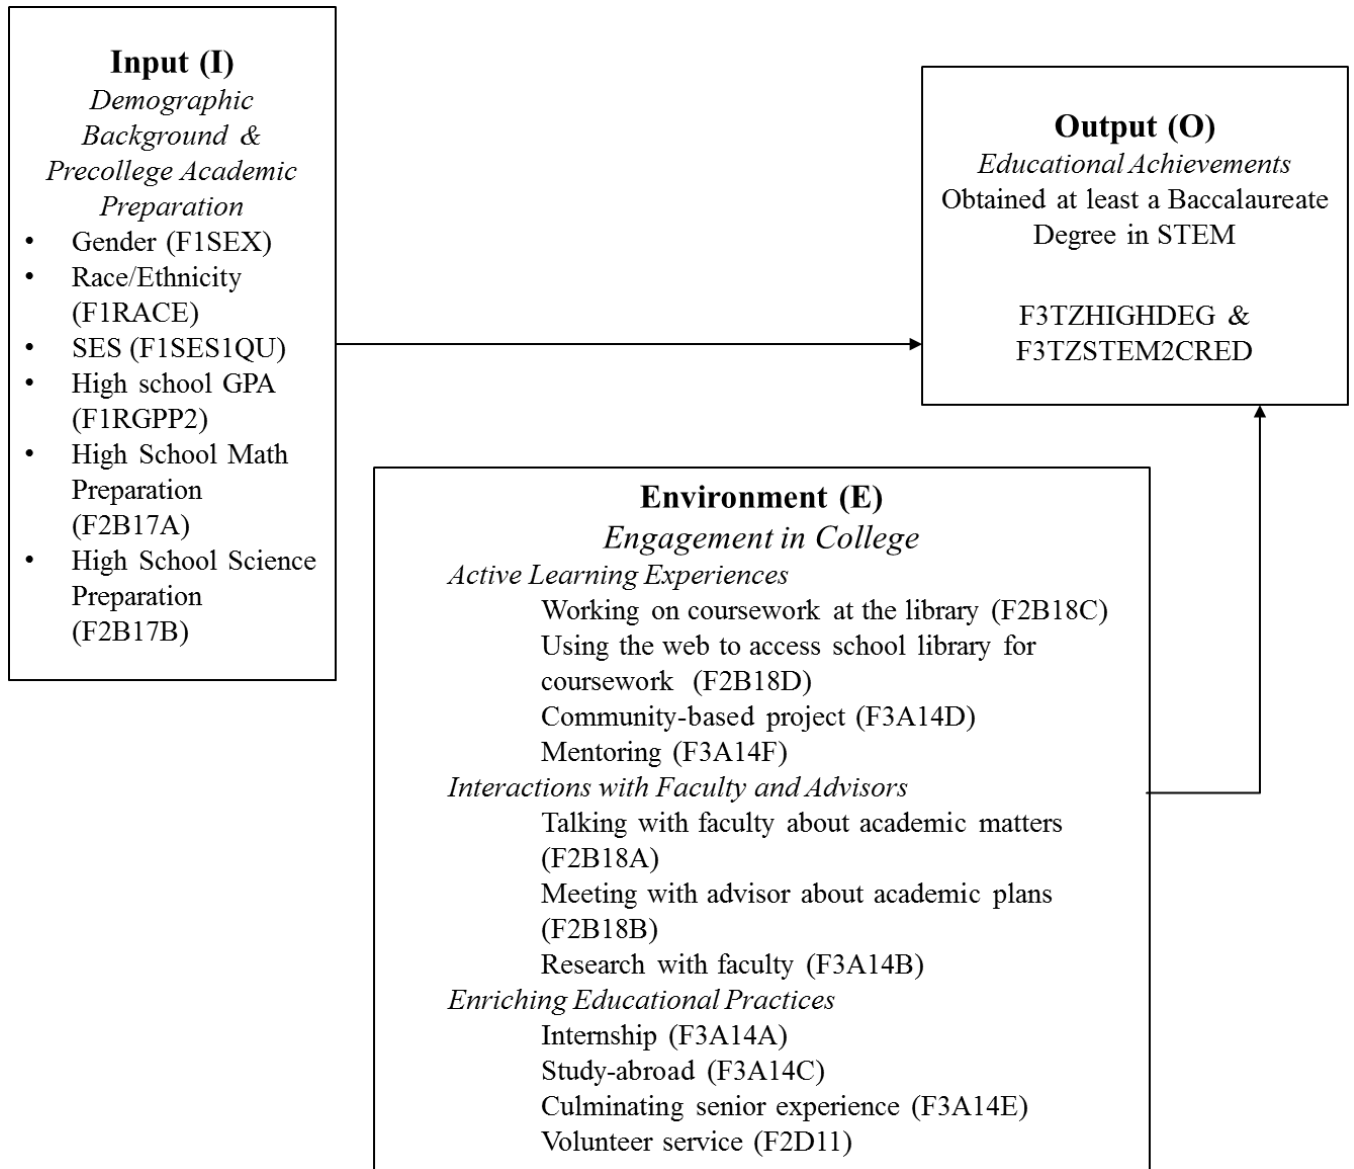 Input (I)
Demographic
Background &
Precollege Academic
Preparation
• Gender (F1SEX)
• Race/Ethnicity
(F1RACE)
• SES (F1SES1QU)
• High school GPA
(F1RGPP2)
• High School Math
Preparation
(F2B17A)
• High School Science
Preparation
(F2B17B)
Output (O)
Educational Achievements
Obtained at least a Baccalaureate
Degree in STEM
F3TZHIGHDEG &
F3TZSTEM2CRED
Environment (E)
Engagement in College
Active Learning Experiences
Working on coursework at the library (F2B18C)
Using the web to access school library for
coursework (F2B18D)
Community-based project (F3A14D)
Mentoring (F3A14F)
Interactions with Faculty and Advisors
Talking with faculty about academic matters
(F2B18A)
Meeting with advisor about academic plans
(F2B18B)
Research with faculty (F3A14B)
Enriching Educational Practices
Internship (F3A14A)
Study-abroad (F3A14C)
Culminating senior experience (F3A14E)
Volunteer service (F2D11)